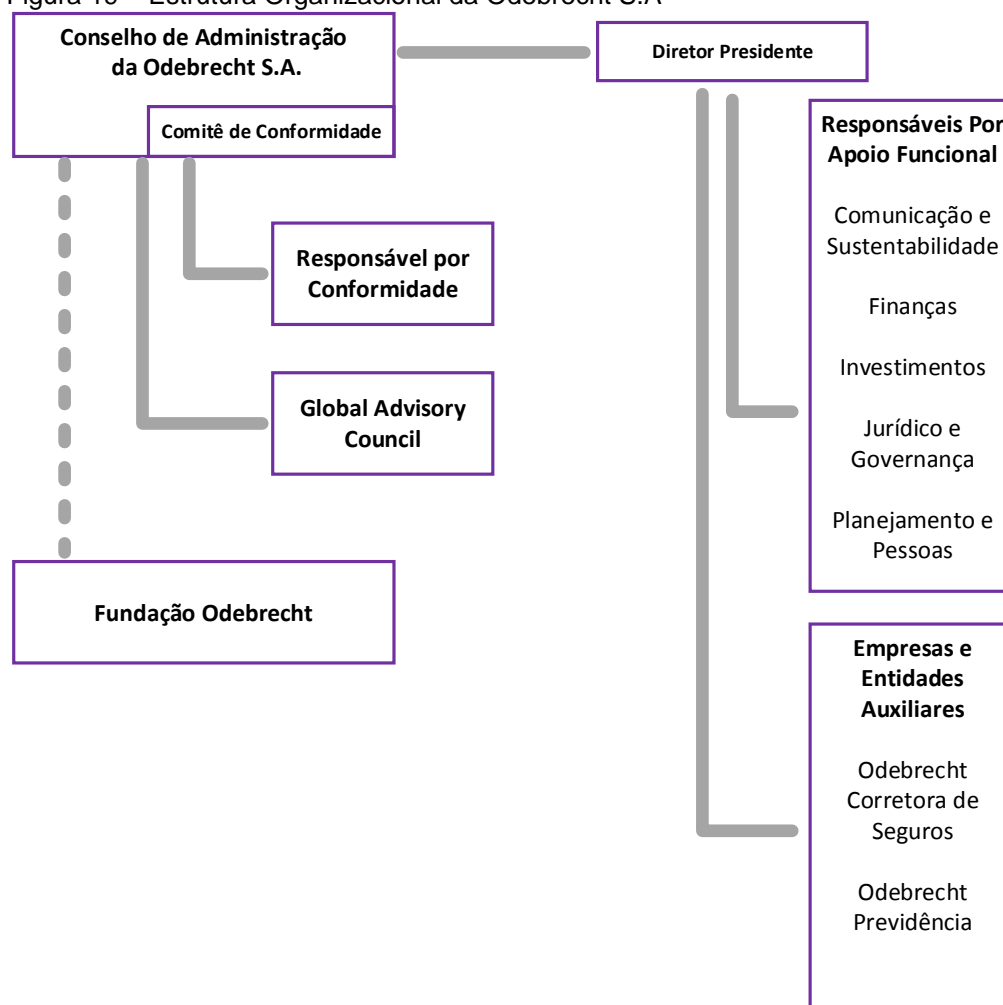 Figura 13 – Estrutura Organizacional da Odebrecht S.A
Conselho de Administração
da Odebrecht S.A.
Comitê de Conformidade
Diretor Presidente
Responsável por
Conformidade
Global Advisory
Council
Fundação Odebrecht
Responsáveis Por
Apoio Funcional
Comunicação e
Sustentabilidade
Finanças
Investimentos
Jurídico e
Governança
Planejamento e
Pessoas
Empresas e
Entidades
Auxiliares
Odebrecht
Corretora de
Seguros
Odebrecht
Previdência